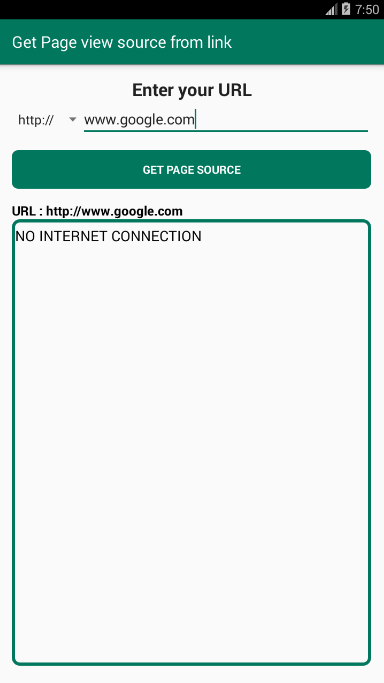 7:50
Get Page view source from link
Enter your URL
http:// www.google.com
GET PAGE SOURCE
URL : http://www.google.com
NO INTERNET CONNECTION